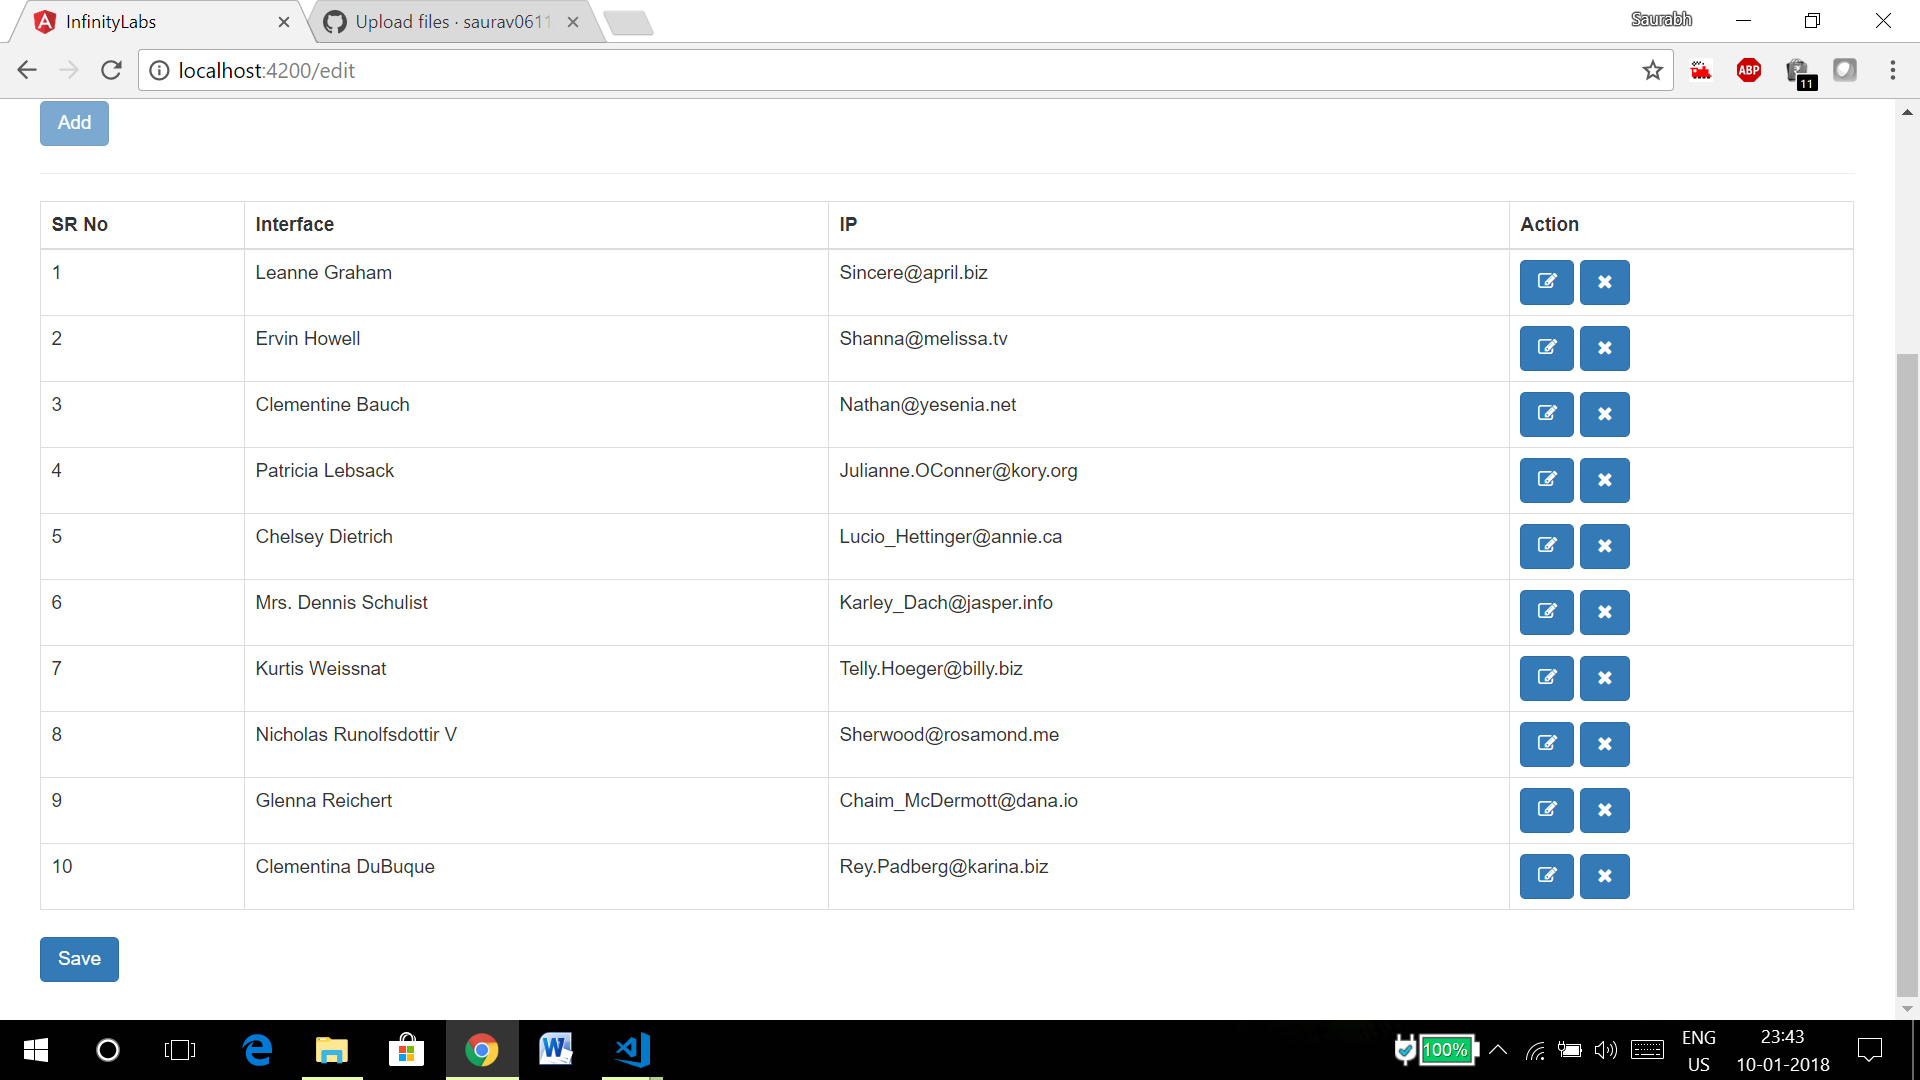 InfinityLabs
Upload files · saurav0611
Saurabh
localhost:4200/edit
ABP
11
Add
SR No Interface IP Action
1 Leanne Graham Sincere@april.biz
2 Ervin Howell Shanna@melissa.tv
3 Clementine Bauch Nathan@yesenia.net
4 Patricia Lebsack Julianne.OConner@kory.org
5 Chelsey Dietrich Lucio_Hettinger@annie.ca
6 Mrs. Dennis Schulist Karley_Dach@jasper.info
7 Kurtis Weissnat Telly.Hoeger@billy.biz
8 Nicholas Runolfsdottir V Sherwood@rosamond.me
9 Glenna Reichert Chaim_McDermott@dana.io
10 Clementina DuBuque Rey.Padberg@karina.biz
Save
100%
ENG
US
23:43
10-01-2018